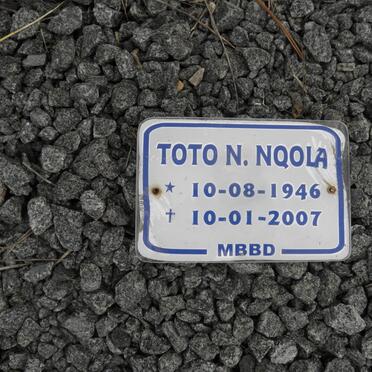 TOTO N. NQOLA
★ 10-08-1946
† 10-01-2007
MBBD